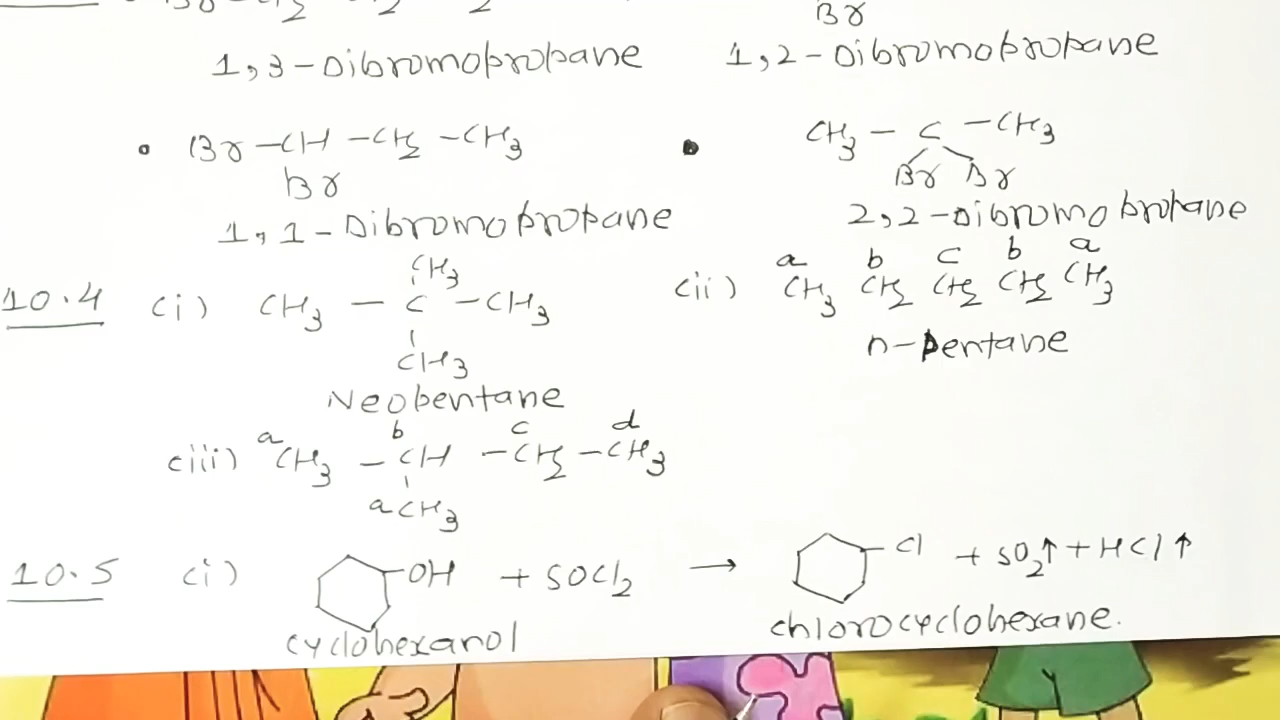 Br
1,3-Dibromopropane 1,2-Dibromopropane
• Br-CH-CH2-CH3 • CH3-C-CH3
Br Br Br
1,1-Dibromopropane 2,2-Dibromopropane
CH3 a b c b a
10.4 (i) CH3-C-CH3 (ii) CH3 CH2 CH2 CH2 CH3
CH3 n-Pentane
Neopentane
a b c d
(iii) CH3-CH-CH2-CH3
a CH3
10.5 (i) OH + SOCl2 → Cl + SO2↑ + HCl↑
cyclohexanol chlorocyclohexane.